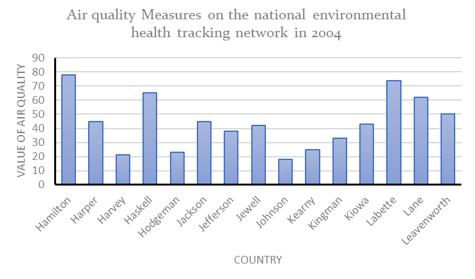 Air quality Measures on the national environmental
health tracking network in 2004
VALUE OF AIR QUALITY
90
80
70
60
50
40
30
20
10
0
Hamilton
Harper
Harvey
Haskell
Hodgeman
Jackson
Jefferson
Jewell
Johnson
Kearny
Kingman
Kiowa
Labette
Lane
Leavenworth
COUNTRY